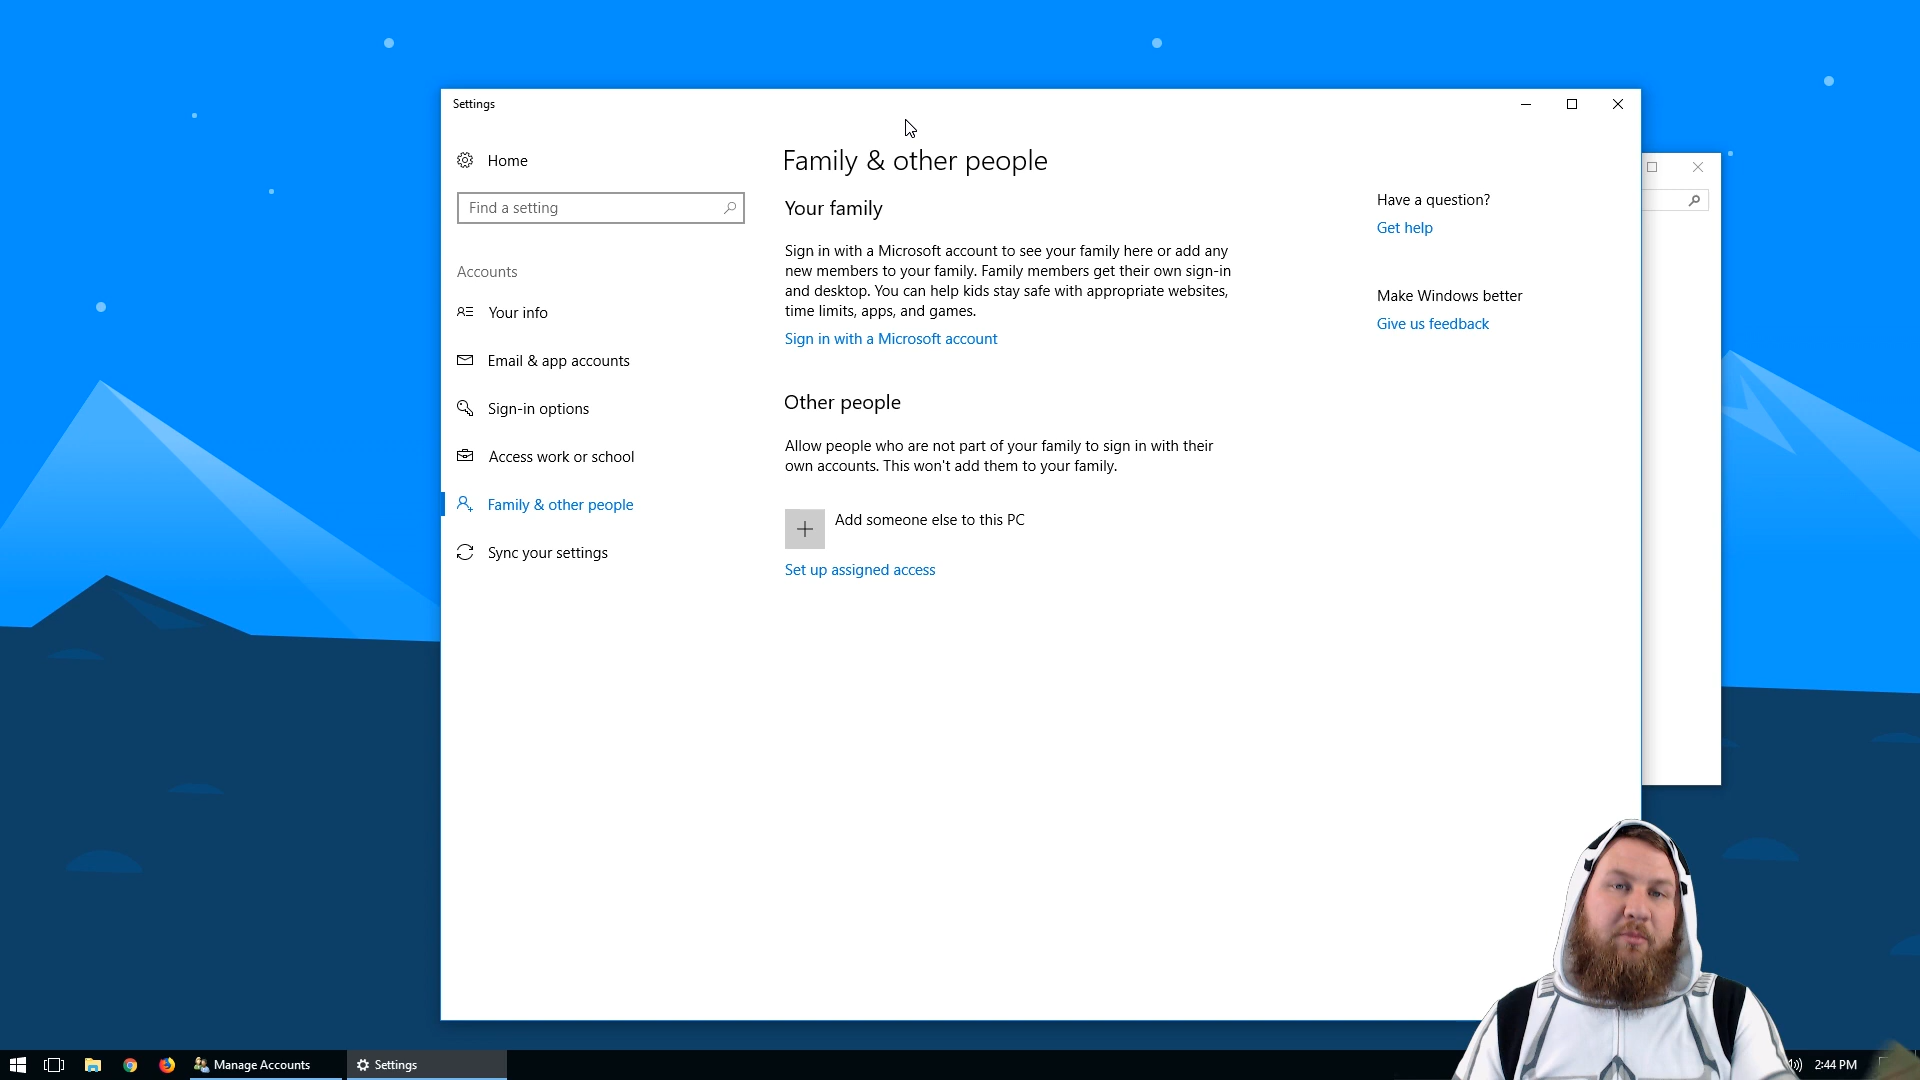 Settings
Home
Find a setting
Accounts
Your info
Email & app accounts
Sign-in options
Access work or school
Family & other people
Sync your settings
Family & other people
Your family
Sign in with a Microsoft account to see your family here or add any
new members to your family. Family members get their own sign-in
and desktop. You can help kids stay safe with appropriate websites,
time limits, apps, and games.
Sign in with a Microsoft account
Other people
Allow people who are not part of your family to sign in with their
own accounts. This won't add them to your family.
Add someone else to this PC
Set up assigned access
Have a question?
Get help
Make Windows better
Give us feedback
Manage Accounts
Settings
2:44 PM